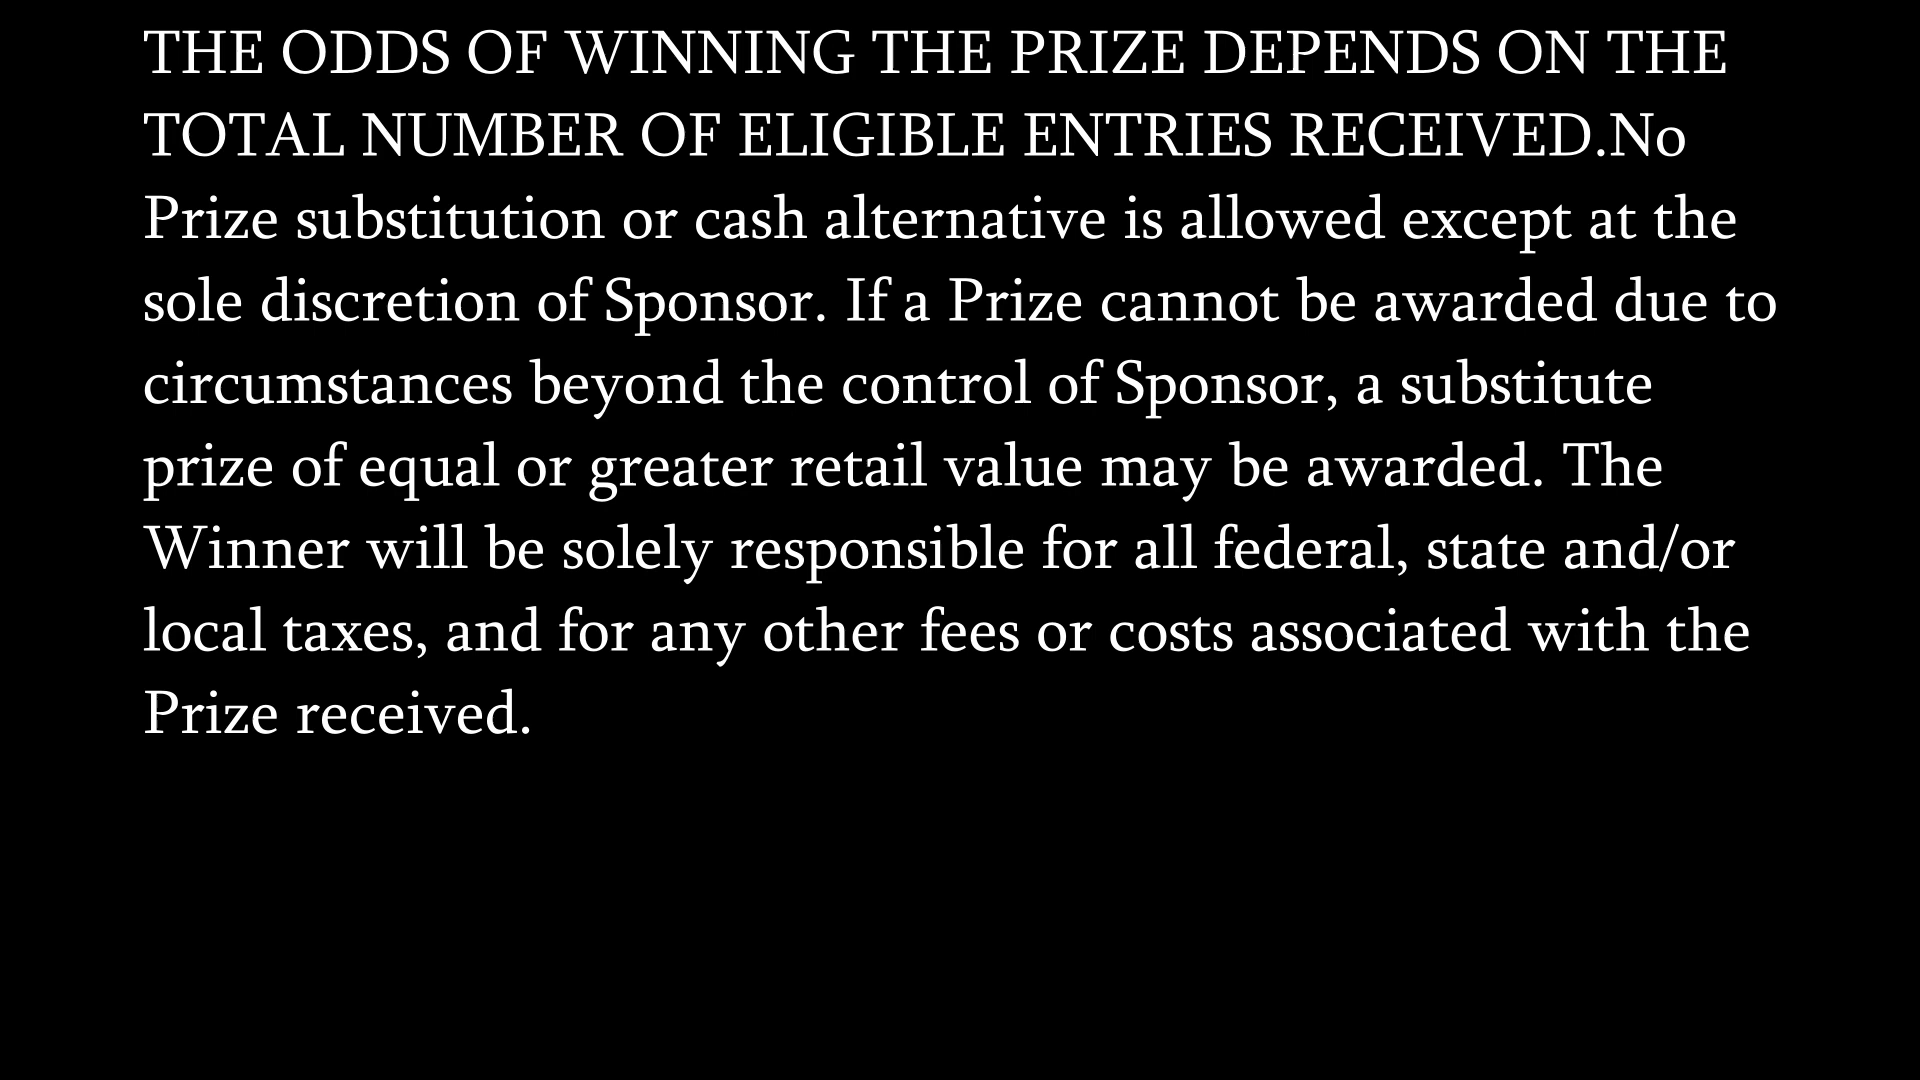 THE ODDS OF WINNING THE PRIZE DEPENDS ON THE
TOTAL NUMBER OF ELIGIBLE ENTRIES RECEIVED.No
Prize substitution or cash alternative is allowed except at the
sole discretion of Sponsor. If a Prize cannot be awarded due to
circumstances beyond the control of Sponsor, a substitute
prize of equal or greater retail value may be awarded. The
Winner will be solely responsible for all federal, state and/or
local taxes, and for any other fees or costs associated with the
Prize received.